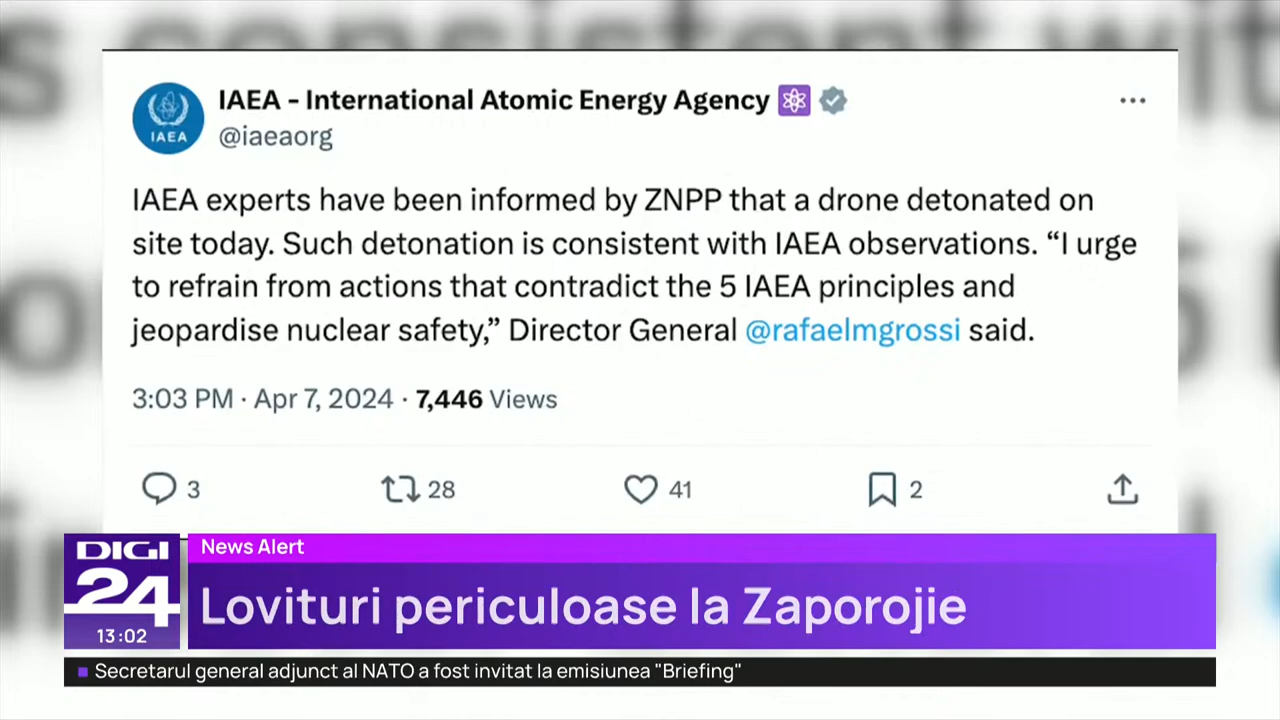 IAEA - International Atomic Energy Agency
IAEA
@iaeaorg
IAEA experts have been informed by ZNPP that a drone detonated on
site today. Such detonation is consistent with IAEA observations. “I urge
to refrain from actions that contradict the 5 IAEA principles and
jeopardise nuclear safety,” Director General @rafaelmgrossi said.
3:03 PM · Apr 7, 2024 · 7,446 Views
3 28 41 2
DIGI
24
13:02
News Alert
Lovituri periculoase la Zaporojie
Secretarul general adjunct al NATO a fost invitat la emisiunea "Briefing"